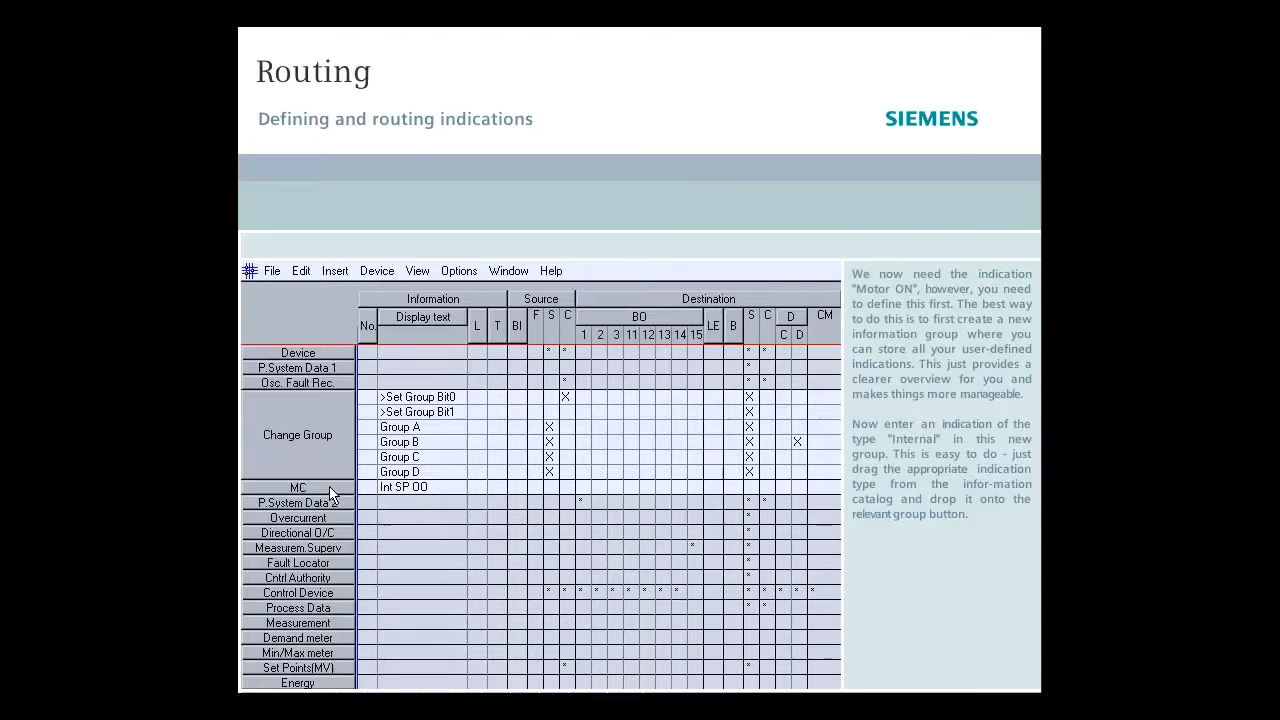 Routing
Defining and routing indications
SIEMENS
File Edit Insert Device View Options Window Help
Information Source Destination
No. Display text L T BI F S C BO LE B S C D CM
1 2 3 11 12 13 14 15 C D
Device * * * *
P.System Data 1 *
Osc. Fault Rec. * * *
Change Group
>Set Group Bit0 X X
>Set Group Bit1 X
Group A X X
Group B X X X
Group C X X
Group D X X
MC Int SP OO
P.System Data 2 * * *
Overcurrent *
Directional O/C *
Measurem.Superv * *
Fault Locator *
Cntrl Authority *
Control Device * * * * * * * * * * * * * *
Process Data * *
Measurement
Demand meter
Min/Max meter
Set Points(MV) * *
Energy
We now need the indication
"Motor ON", however, you need
to define this first. The best way
to do this is to first create a new
information group where you
can store all your user-defined
indications. This just provides a
clearer overview for you and
makes things more manageable.
Now enter an indication of the
type "Internal" in this new
group. This is easy to do - just
drag the appropriate indication
type from the infor-mation
catalog and drop it onto the
relevant group button.